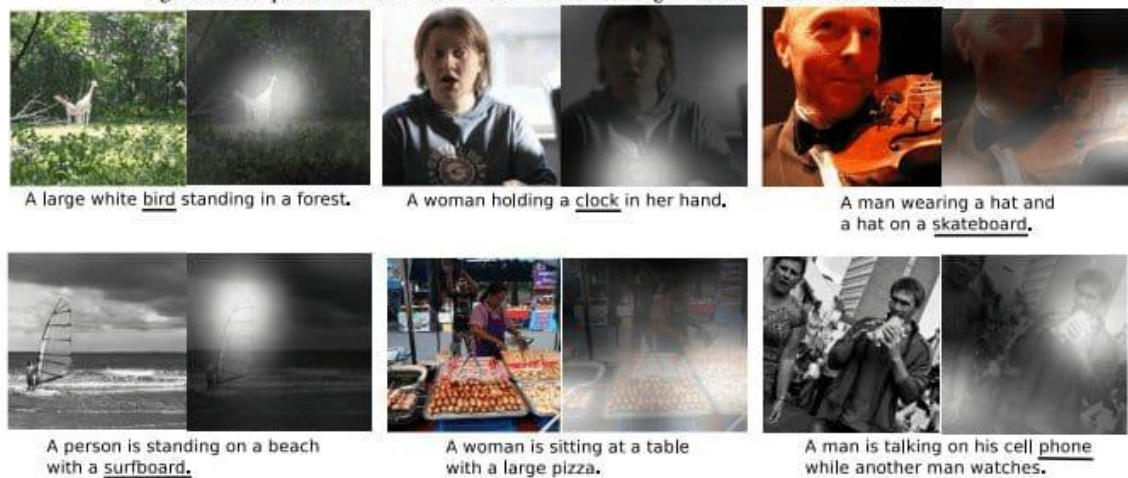 A large white bird standing in a forest.
A woman holding a clock in her hand.
A man wearing a hat and
a hat on a skateboard.
A person is standing on a beach
with a surfboard.
A woman is sitting at a table
with a large pizza.
A man is talking on his cell phone
while another man watches.